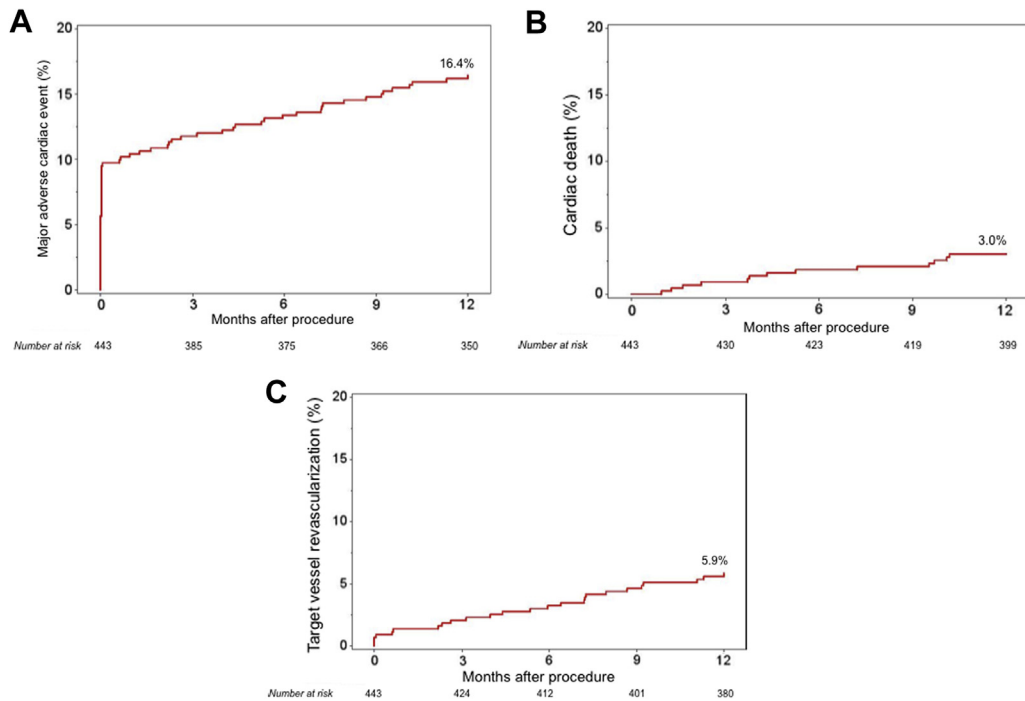 A
Major adverse cardiac event (%)
20
15
10
5
0
16.4%
0 3 6 9 12
Months after procedure
Number at risk 443 385 375 366 350
B
Cardiac death (%)
20
15
10
5
0
3.0%
0 3 6 9 12
Months after procedure
Number at risk 443 430 423 419 399
C
Target vessel revascularization (%)
20
15
10
5
0
5.9%
0 3 6 9 12
Months after procedure
Number at risk 443 424 412 401 380